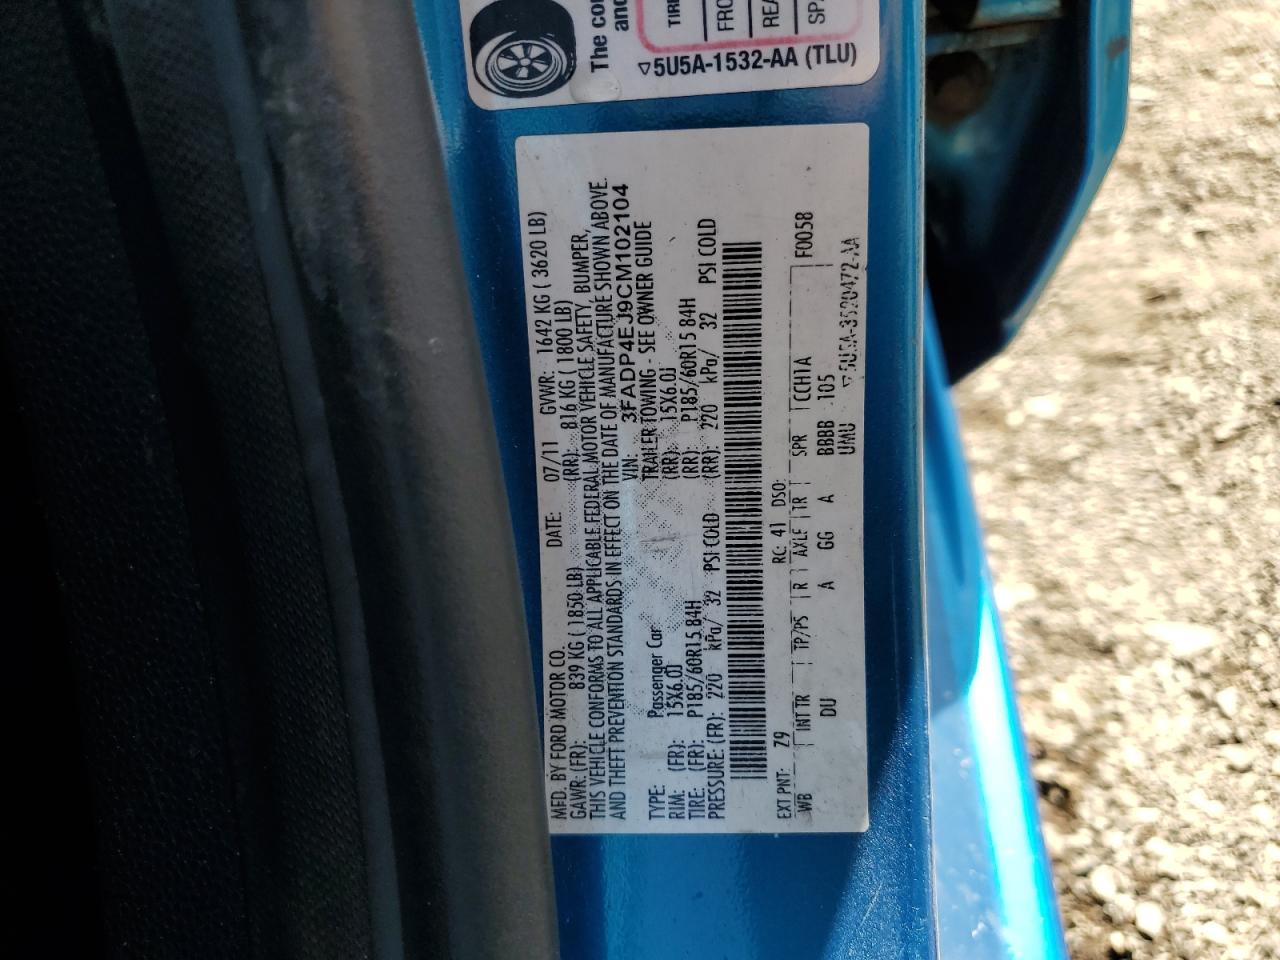 The
and
TIRE
FRO
REA
▽5U5A-1532-AA (TLU)
MFD. BY FORD MOTOR CO. DATE: 07/11 GVWR: 1642 KG ( 3620 LB)
GAWR: (FR): 839 KG ( 1850 LB) (RR): 816 KG ( 1800 LB)
THIS VEHICLE CONFORMS TO ALL APPLICABLE FEDERAL MOTOR VEHICLE SAFETY, BUMPER,
AND THEFT PREVENTION STANDARDS IN EFFECT ON THE DATE OF MANUFACTURE SHOWN ABOVE.
VIN: 3FADP4EJ9CM102104
TYPE: Passenger Car TRAILER TOWING - SEE OWNER GUIDE
RIM: (FR): 15X6.0J (RR): 15X6.0J
TIRE: (FR): P185/60R15 84H (RR): P185/60R15 84H
PRESSURE: (FR): 220 kPa/ 32 PSI COLD (RR): 220 kPa/ 32 PSI COLD
EXT PNT: Z9 RC: 41 DSO:
WB INT TR TP/PS R AXLE TR SPR CCH1A F0058
DU A GG A BBBB 105
UMU ▽5U5A-3520472-AA